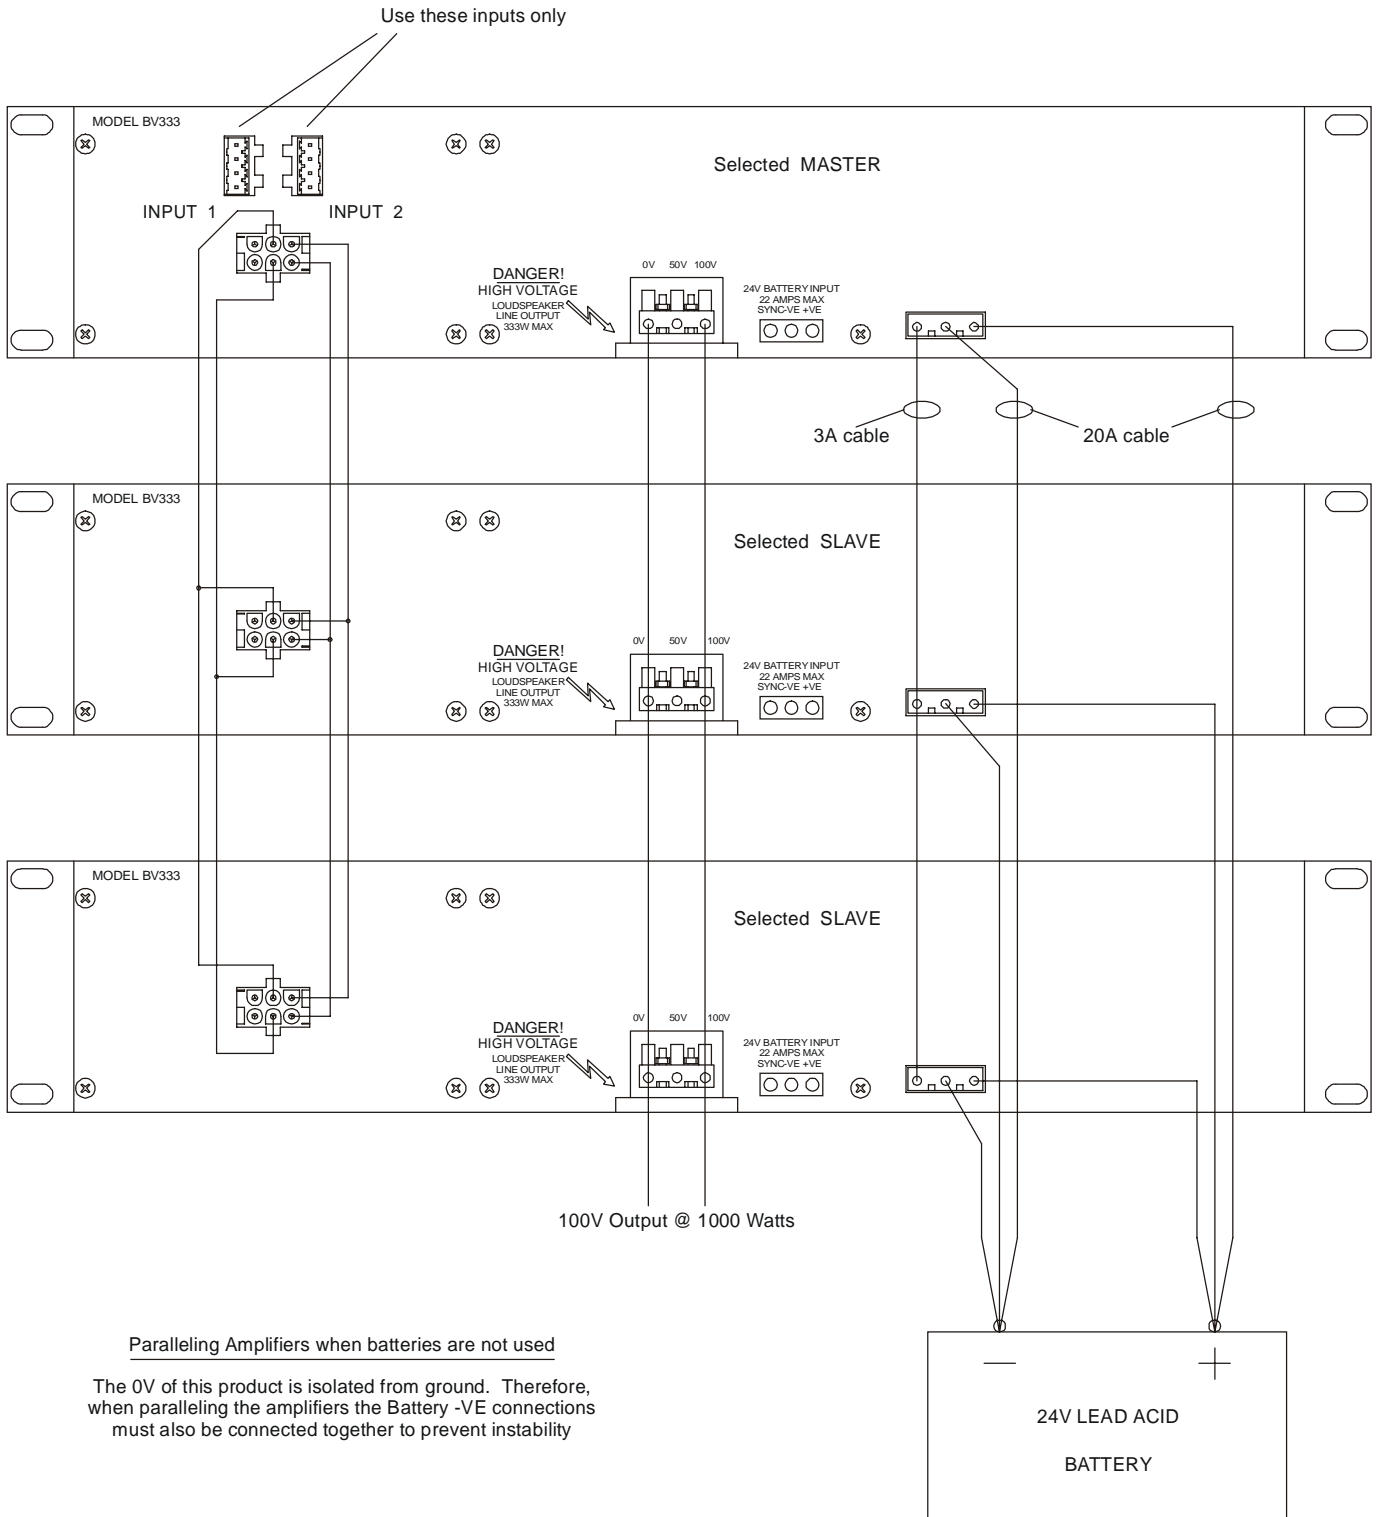 Use these inputs only
MODEL BV333
Selected MASTER
INPUT 1
INPUT 2
DANGER!
HIGH VOLTAGE
LOUDSPEAKER
LINE OUTPUT
333W MAX
0V 50V 100V
24V BATTERY INPUT
22 AMPS MAX
SYNC-VE +VE
3A cable
20A cable
MODEL BV333
Selected SLAVE
DANGER!
HIGH VOLTAGE
LOUDSPEAKER
LINE OUTPUT
333W MAX
0V 50V 100V
24V BATTERY INPUT
22 AMPS MAX
SYNC-VE +VE
MODEL BV333
Selected SLAVE
DANGER!
HIGH VOLTAGE
LOUDSPEAKER
LINE OUTPUT
333W MAX
0V 50V 100V
24V BATTERY INPUT
22 AMPS MAX
SYNC-VE +VE
100V Output @ 1000 Watts
Paralleling Amplifiers when batteries are not used
The 0V of this product is isolated from ground. Therefore,
when paralleling the amplifiers the Battery -VE connections
must also be connected together to prevent instability
— +
24V LEAD ACID
BATTERY